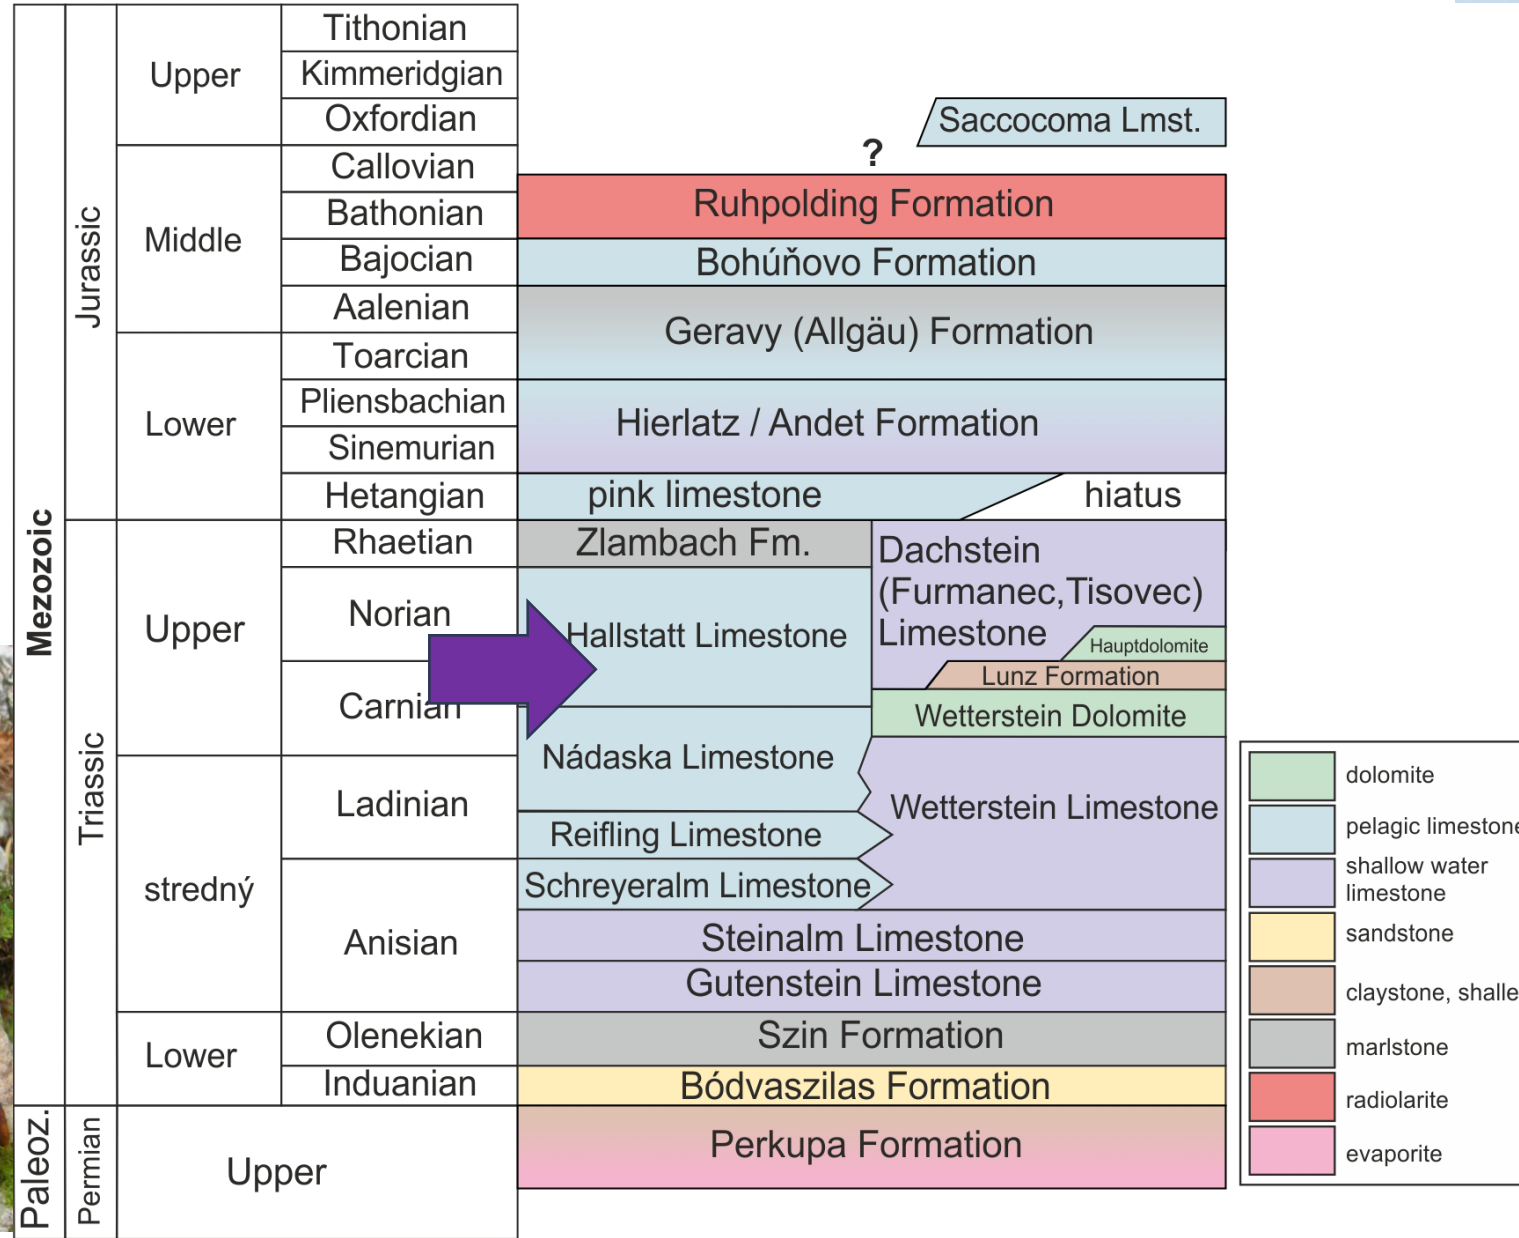 Mezozoic
Paleoz.
Jurassic
Triassic
Permian
Upper
Middle
Lower
Upper
stredný
Lower
Upper
Tithonian
Kimmeridgian
Oxfordian
Callovian
Bathonian
Bajocian
Aalenian
Toarcian
Pliensbachian
Sinemurian
Hetangian
Rhaetian
Norian
Carnian
Ladinian
Anisian
Olenekian
Induanian
Saccocoma Lmst.
?
Ruhpolding Formation
Bohúňovo Formation
Geravy (Allgäu) Formation
Hierlatz / Andet Formation
pink limestone
hiatus
Zlambach Fm.
Dachstein
(Furmanec,Tisovec)
Limestone
Hallstatt Limestone
Hauptdolomite
Lunz Formation
Wetterstein Dolomite
Nádaska Limestone
Wetterstein Limestone
Reifling Limestone
Schreyeralm Limestone
Steinalm Limestone
Gutenstein Limestone
Szin Formation
Bódvaszilas Formation
Perkupa Formation
dolomite
pelagic limestone
shallow water
limestone
sandstone
claystone, shalle
marlstone
radiolarite
evaporite